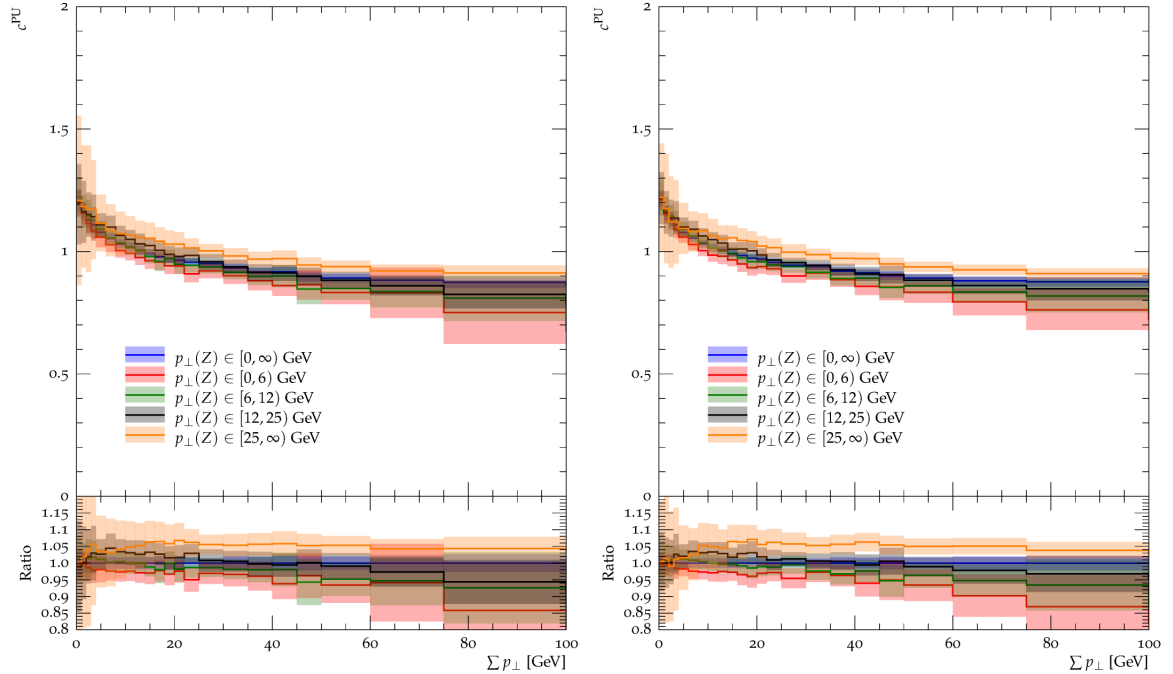 c^PU
2
1.5
1
0.5
0
p⊥(Z) ∈ [0, ∞) GeV
p⊥(Z) ∈ [0, 6) GeV
p⊥(Z) ∈ [6, 12) GeV
p⊥(Z) ∈ [12, 25) GeV
p⊥(Z) ∈ [25, ∞) GeV
Ratio
1.15
1.1
1.05
1.0
0.95
0.9
0.85
0.8
0 20 40 60 80 100
∑ p⊥ [GeV]
c^PU
2
1.5
1
0.5
0
p⊥(Z) ∈ [0, ∞) GeV
p⊥(Z) ∈ [0, 6) GeV
p⊥(Z) ∈ [6, 12) GeV
p⊥(Z) ∈ [12, 25) GeV
p⊥(Z) ∈ [25, ∞) GeV
Ratio
1.15
1.1
1.05
1.0
0.95
0.9
0.85
0.8
0 20 40 60 80 100
∑ p⊥ [GeV]